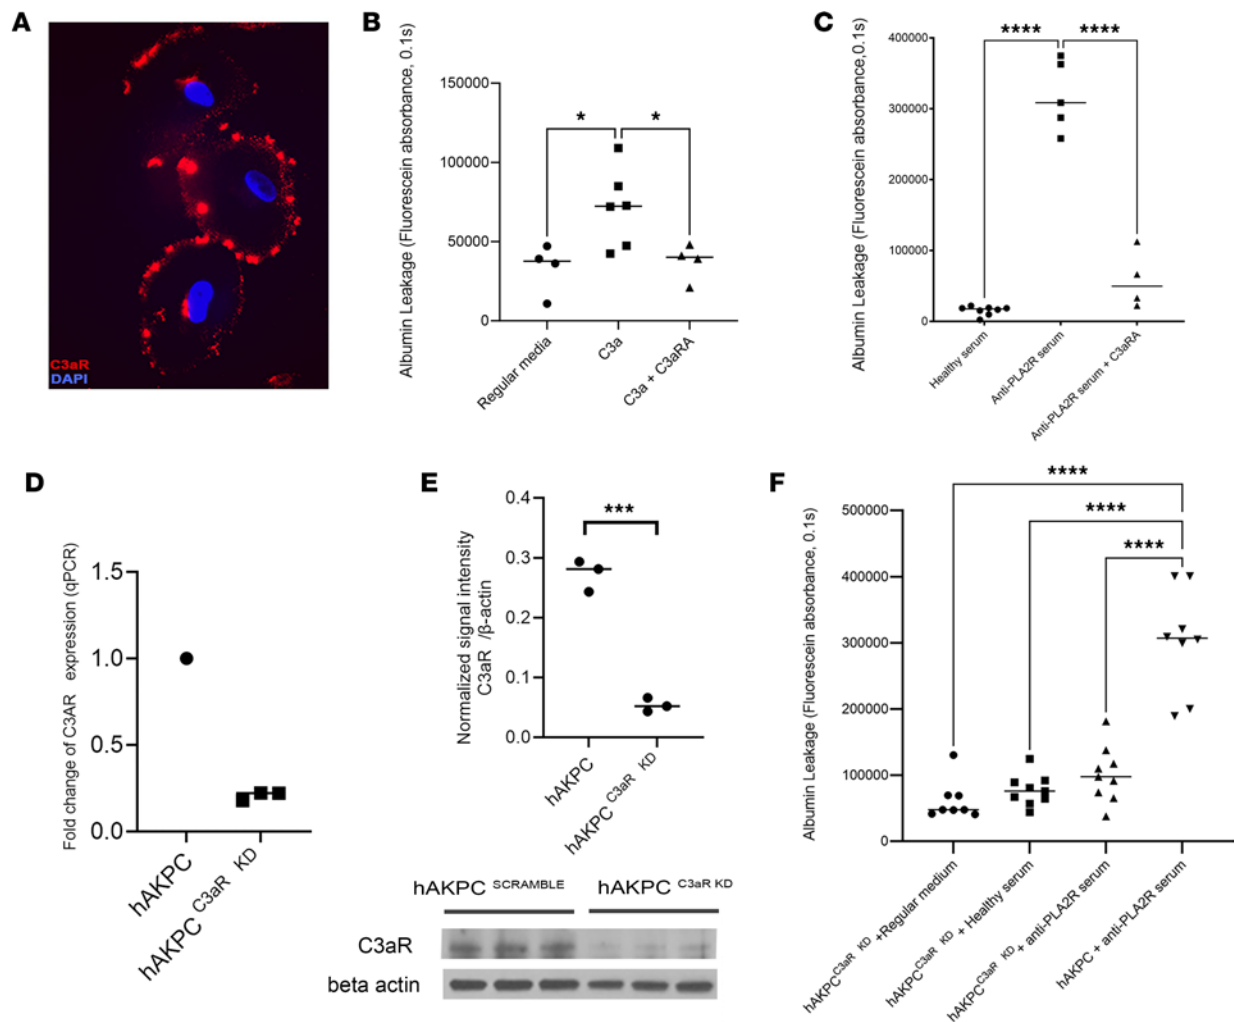 A
C3aR
DAPI
B
Albumin Leakage (Fluorescein absorbance, 0.1s)
150000
100000
50000
0
*
*
Regular media
C3a
C3a + C3aRA
C
Albumin Leakage (Fluorescein absorbance,0.1s)
400000
300000
200000
100000
0
****
****
Healthy serum
Anti-PLA2R serum
Anti-PLA2R serum + C3aRA
D
Fold change of C3AR expression (qPCR)
1.5
1.0
0.5
0.0
hAKPC
hAKPC C3aR KD
E
Normalized signal intensity
C3aR /β-actin
0.4
0.3
0.2
0.1
0.0
***
hAKPC
hAKPC C3aR KD
hAKPC SCRAMBLE
hAKPC C3aR KD
C3aR
beta actin
F
Albumin Leakage (Fluorescein absorbance, 0.1s)
500000
400000
300000
200000
100000
0
****
****
****
hAKPC C3aR KD +Regular medium
hAKPC C3aR KD + Healthy serum
hAKPC C3aR KD + anti-PLA2R serum
hAKPC + anti-PLA2R serum